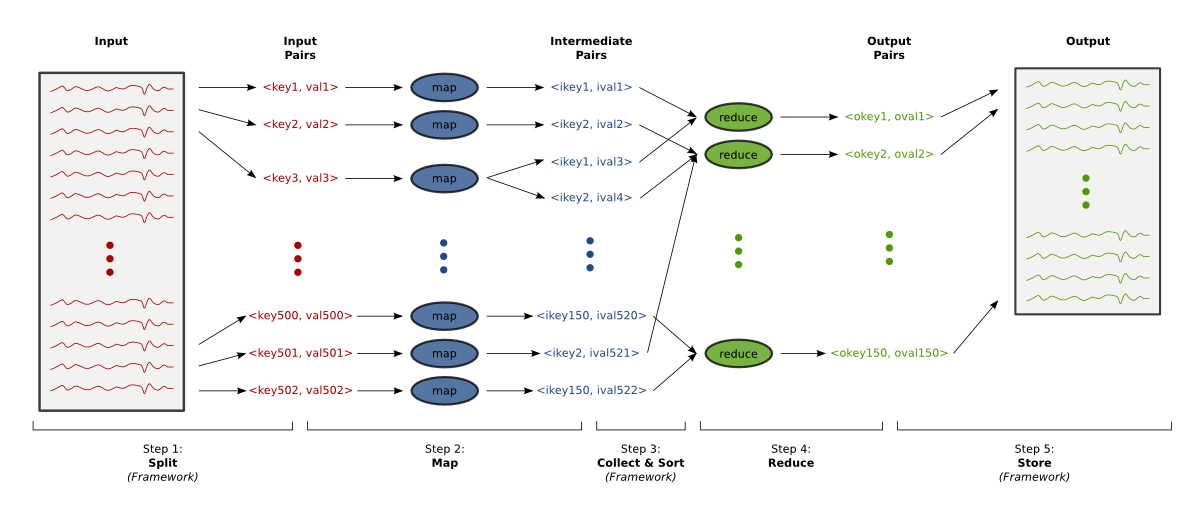 Input
Input
Pairs
Intermediate
Pairs
Output
Pairs
Output
<key1, val1>
map
<ikey1, ival1>
reduce
<okey1, oval1>
<key2, val2>
map
<ikey2, ival2>
reduce
<okey2, oval2>
<key3, val3>
map
<ikey1, ival3>
<ikey2, ival4>
<key500, val500>
map
<ikey150, ival520>
<key501, val501>
map
<ikey2, ival521>
reduce
<okey150, oval150>
<key502, val502>
map
<ikey150, ival522>
Step 1:
Split
(Framework)
Step 2:
Map
Step 3:
Collect & Sort
(Framework)
Step 4:
Reduce
Step 5:
Store
(Framework)